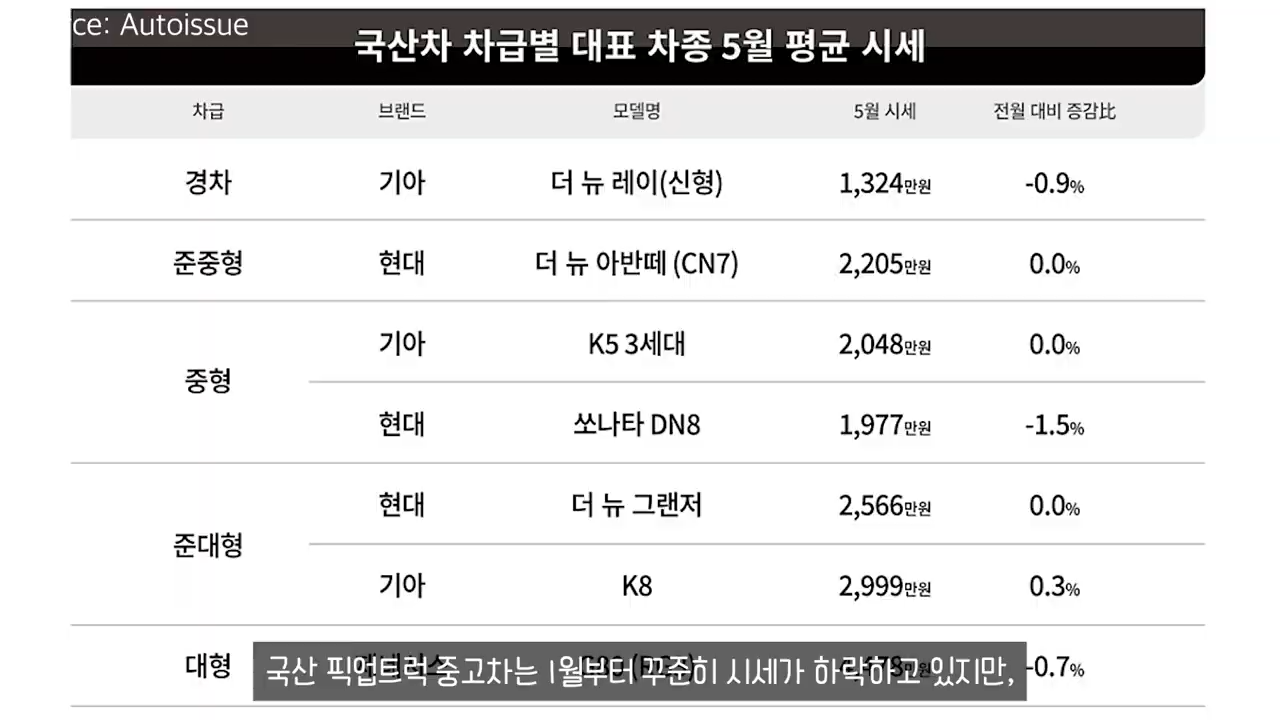 ce: Autoissue
국산차 차급별 대표 차종 5월 평균 시세
차급 브랜드 모델명 5월 시세 전월 대비 증감比
경차 기아 더 뉴 레이(신형) 1,324만원 -0.9%
준중형 현대 더 뉴 아반떼 (CN7) 2,205만원 0.0%
중형
기아 K5 3세대 2,048만원 0.0%
현대 쏘나타 DN8 1,977만원 -1.5%
준대형
현대 더 뉴 그랜저 2,566만원 0.0%
기아 K8 2,999만원 0.3%
대형 -0.7%
국산 픽업트럭 중고차는 1월부터 꾸준히 시세가 하락하고 있지만,